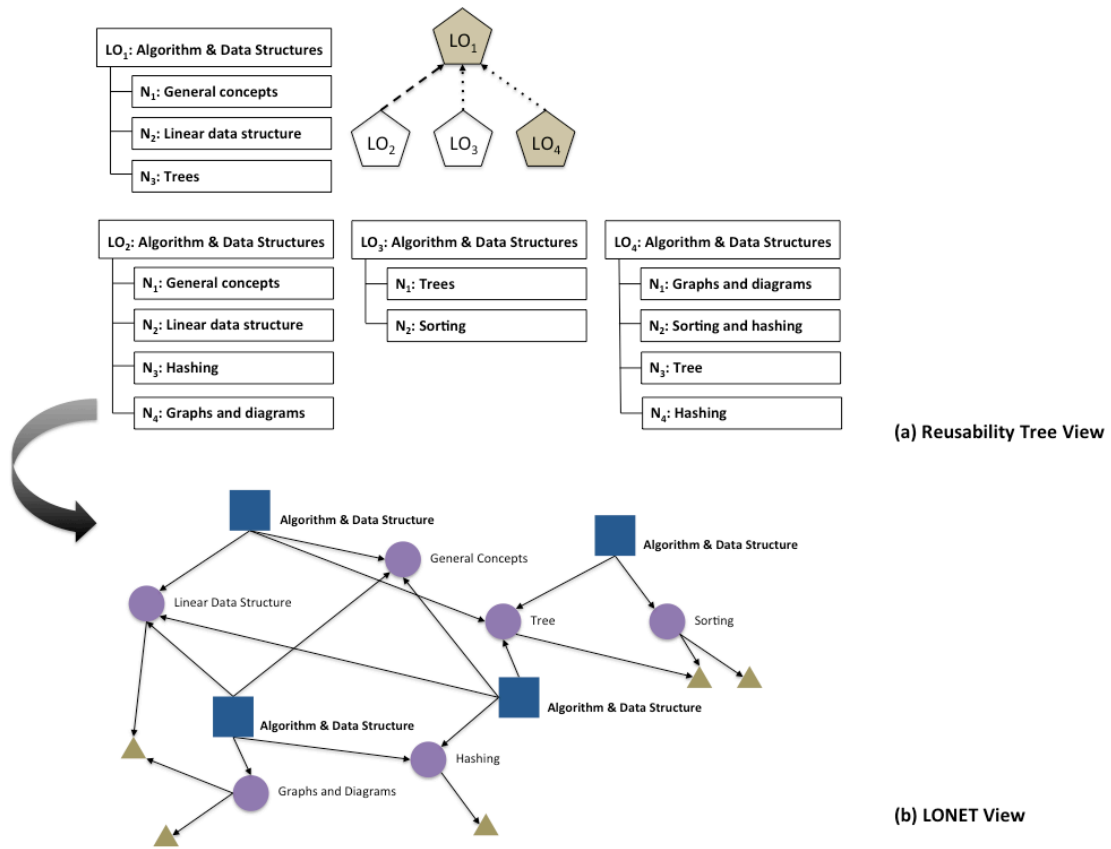 LO1: Algorithm & Data Structures
N1: General concepts
N2: Linear data structure
N3: Trees
LO1
LO2
LO3
LO4
LO2: Algorithm & Data Structures
N1: General concepts
N2: Linear data structure
N3: Hashing
N4: Graphs and diagrams
LO3: Algorithm & Data Structures
N1: Trees
N2: Sorting
LO4: Algorithm & Data Structures
N1: Graphs and diagrams
N2: Sorting and hashing
N3: Tree
N4: Hashing
(a) Reusability Tree View
Algorithm & Data Structure
General Concepts
Algorithm & Data Structure
Linear Data Structure
Tree
Sorting
Algorithm & Data Structure
Algorithm & Data Structure
Hashing
Graphs and Diagrams
(b) LONET View